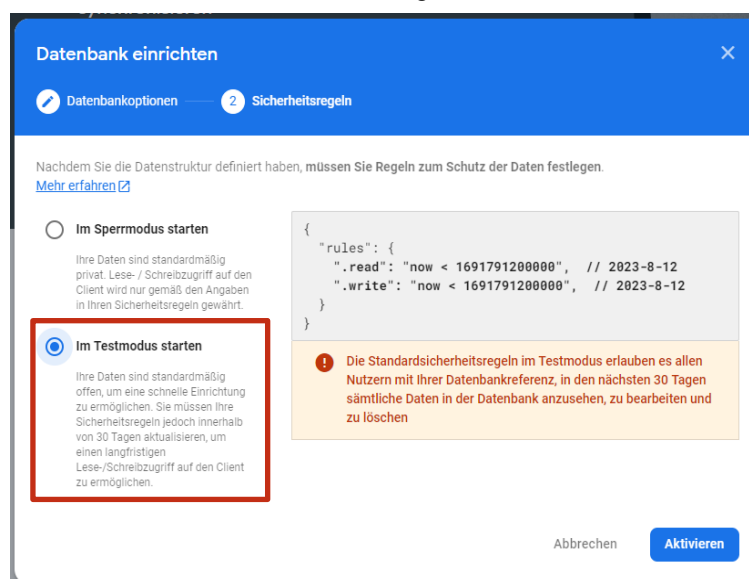 synchronisieren
Datenbank einrichten
Datenbankoptionen
2 Sicherheitsregeln
Nachdem Sie die Datenstruktur definiert haben, müssen Sie Regeln zum Schutz der Daten festlegen.
Mehr erfahren
Im Sperrmodus starten
Ihre Daten sind standardmäßig
privat. Lese- / Schreibzugriff auf den
Client wird nur gemäß den Angaben
in Ihren Sicherheitsregeln gewährt.
Im Testmodus starten
Ihre Daten sind standardmäßig
offen, um eine schnelle Einrichtung
zu ermöglichen. Sie müssen Ihre
Sicherheitsregeln jedoch innerhalb
von 30 Tagen aktualisieren, um
einen langfristigen
Lese-/Schreibzugriff auf den Client
zu ermöglichen.
{
"rules": {
".read": "now < 1691791200000", // 2023-8-12
".write": "now < 1691791200000", // 2023-8-12
}
}
Die Standardsicherheitsregeln im Testmodus erlauben es allen
Nutzern mit Ihrer Datenbankreferenz, in den nächsten 30 Tagen
sämtliche Daten in der Datenbank anzusehen, zu bearbeiten und
zu löschen
Abbrechen
Aktivieren